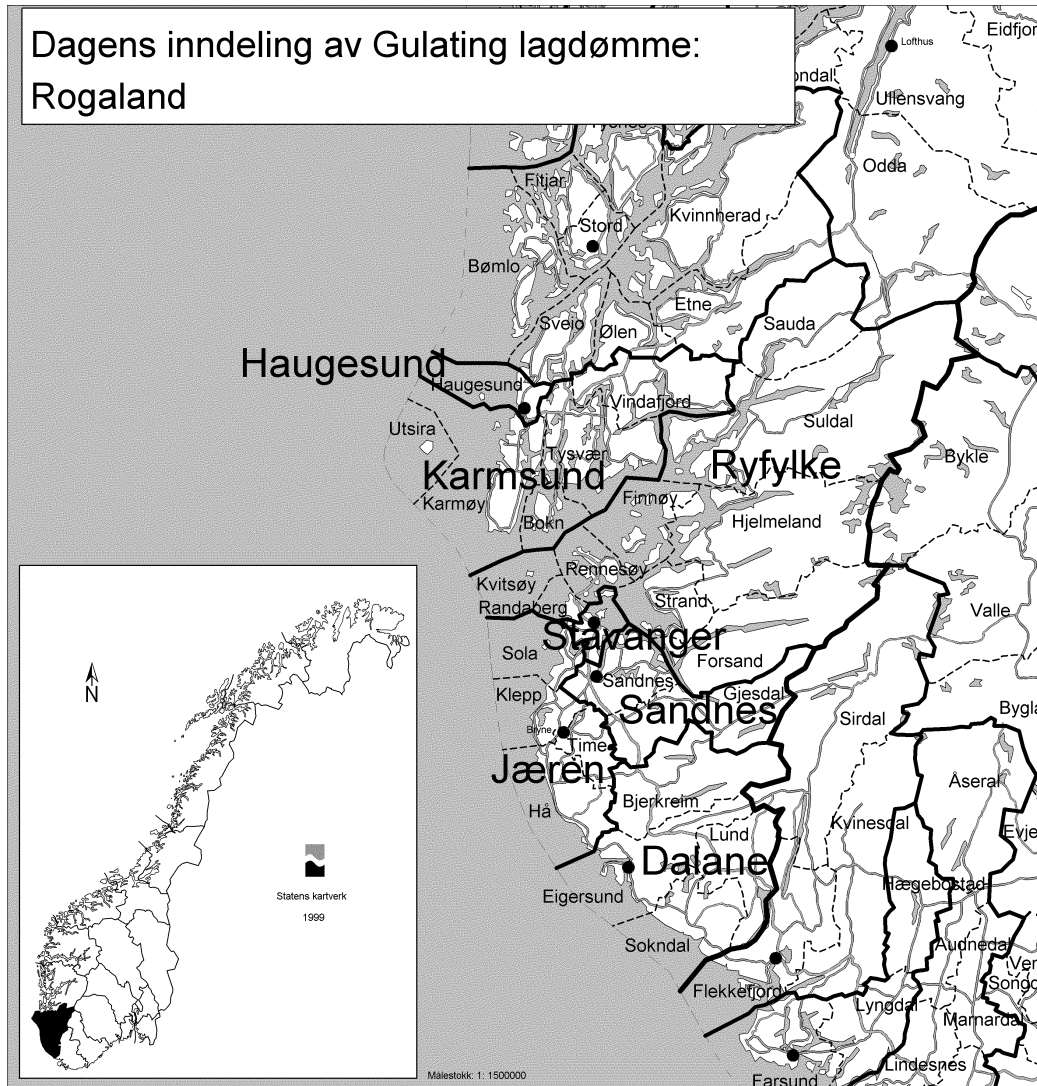 Dagens inndeling av Gulating lagdømme:
Rogaland
Lofthus
Ullensvang
Odda
Fitjar
Stord
Kvinnherad
Bømlo
Etne
Sveio
Ølen
Sauda
Haugesund
Haugesund
Vindafjord
Suldal
Utsira
Tysvær
Ryfylke
Bykle
Karmsund
Karmøy
Finnøy
Bokn
Hjelmeland
Rennesøy
Kvitsøy
Randaberg
Strand
Valle
Stavanger
Sola
Forsand
Sandnes
Klepp
Gjesdal
Sandnes
Sirdal
Bryne
Time
Jæren
Åseral
Hå
Bjerkreim
Lund
Kvinesdal
Dalane
Hægebostad
Eigersund
Sokndal
Audnedal
Flekkefjord
Lyngdal
Marnardal
Lindesnes
Farsund
N
Statens kartverk
1999
Målestokk: 1: 1500000